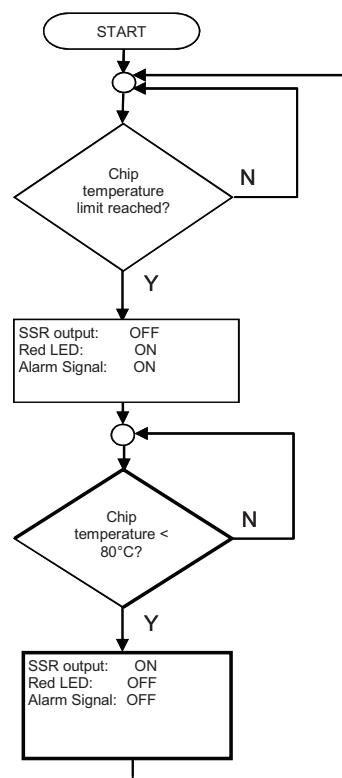 START
Chip
temperature
limit reached?
N
Y
SSR output: OFF
Red LED: ON
Alarm Signal: ON
Chip
temperature <
80°C?
N
Y
SSR output: ON
Red LED: OFF
Alarm Signal: OFF